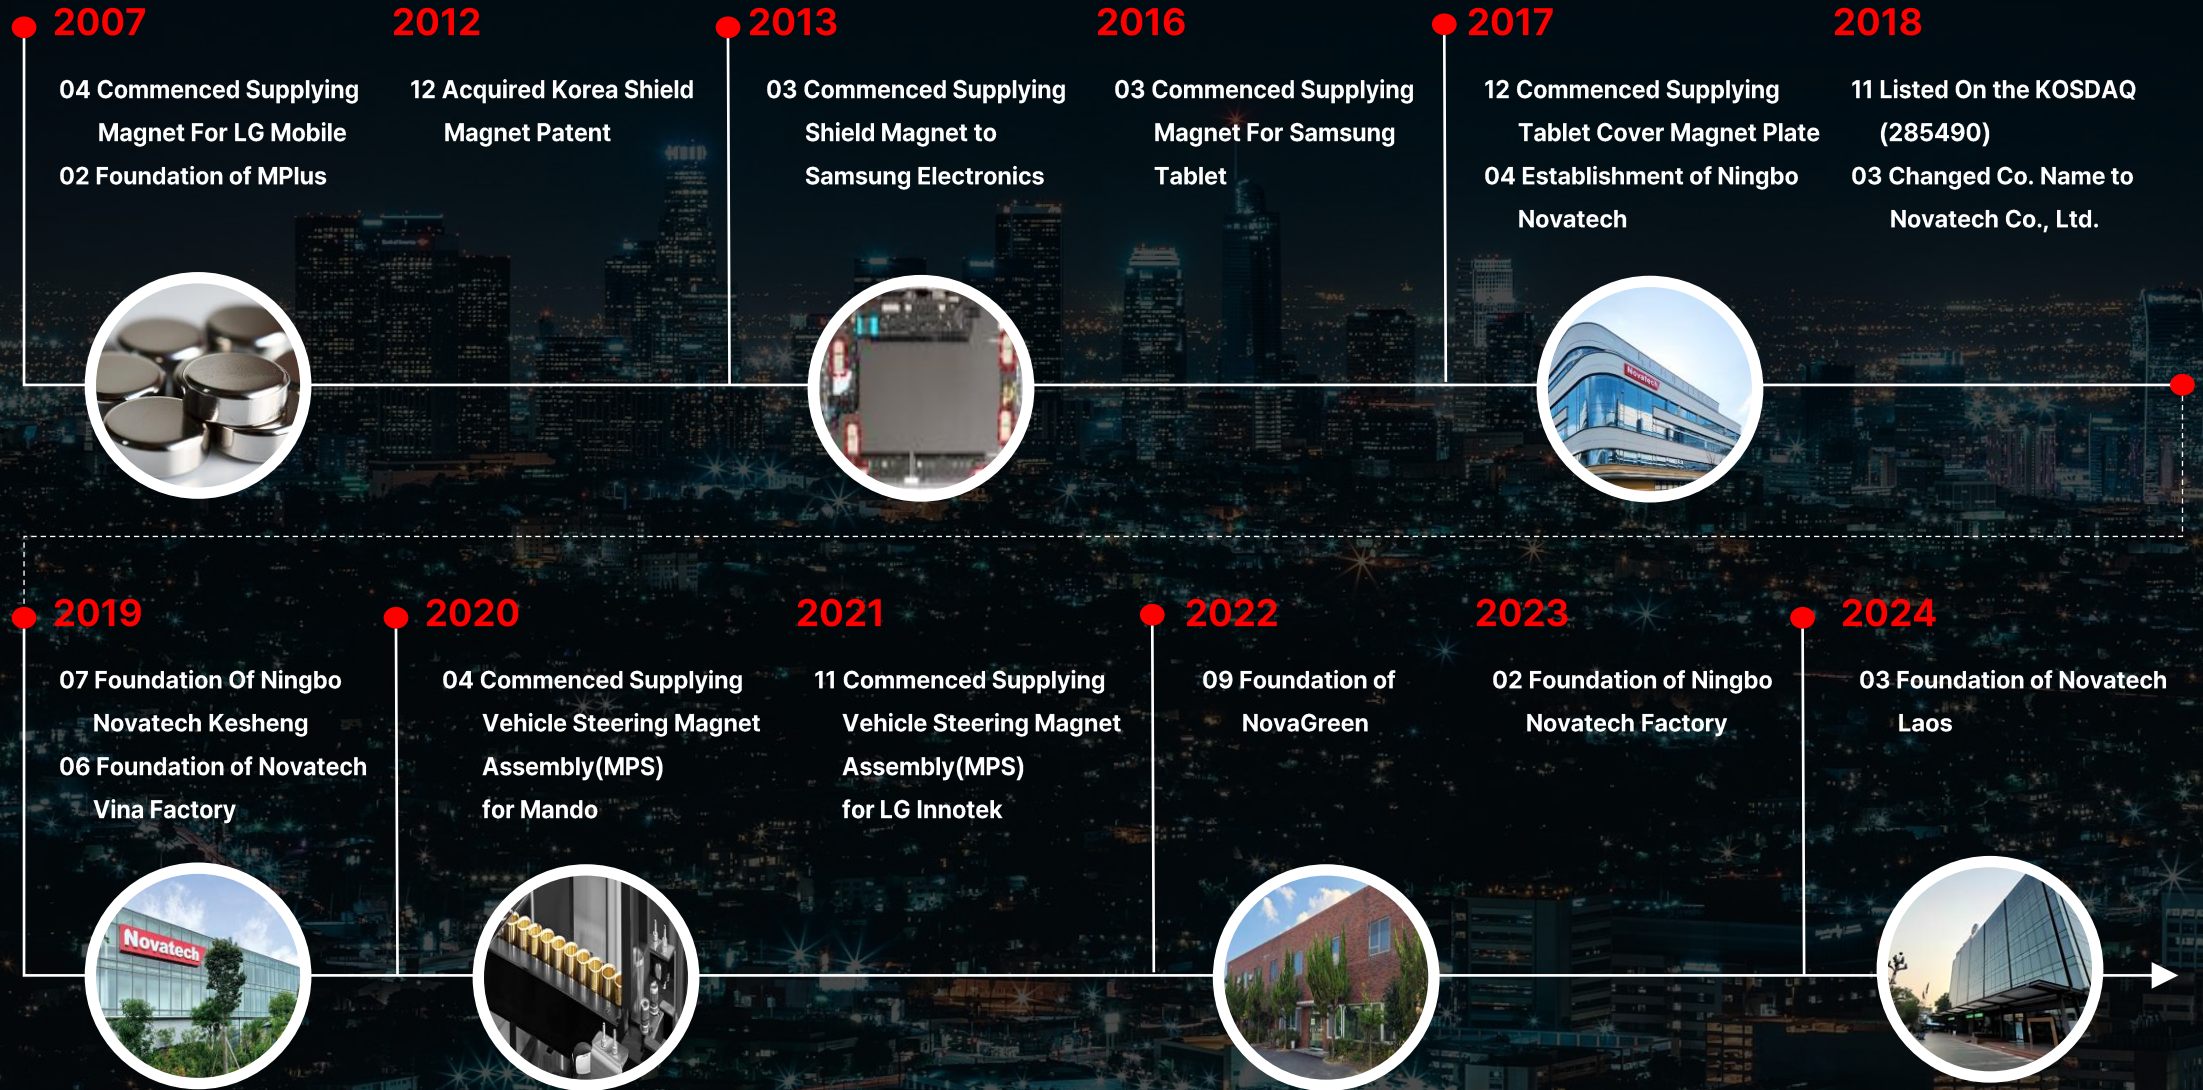 2007
04 Commenced Supplying
Magnet For LG Mobile
02 Foundation of MPlus
2012
12 Acquired Korea Shield
Magnet Patent
2013
03 Commenced Supplying
Shield Magnet to
Samsung Electronics
2016
03 Commenced Supplying
Magnet For Samsung
Tablet
2017
12 Commenced Supplying
Tablet Cover Magnet Plate
04 Establishment of Ningbo
Novatech
2018
11 Listed On the KOSDAQ
(285490)
03 Changed Co. Name to
Novatech Co., Ltd.
Novatech
2019
07 Foundation Of Ningbo
Novatech Kesheng
06 Foundation of Novatech
Vina Factory
2020
04 Commenced Supplying
Vehicle Steering Magnet
Assembly(MPS)
for Mando
2021
11 Commenced Supplying
Vehicle Steering Magnet
Assembly(MPS)
for LG Innotek
2022
09 Foundation of
NovaGreen
2023
02 Foundation of Ningbo
Novatech Factory
2024
03 Foundation of Novatech
Laos
Novatech